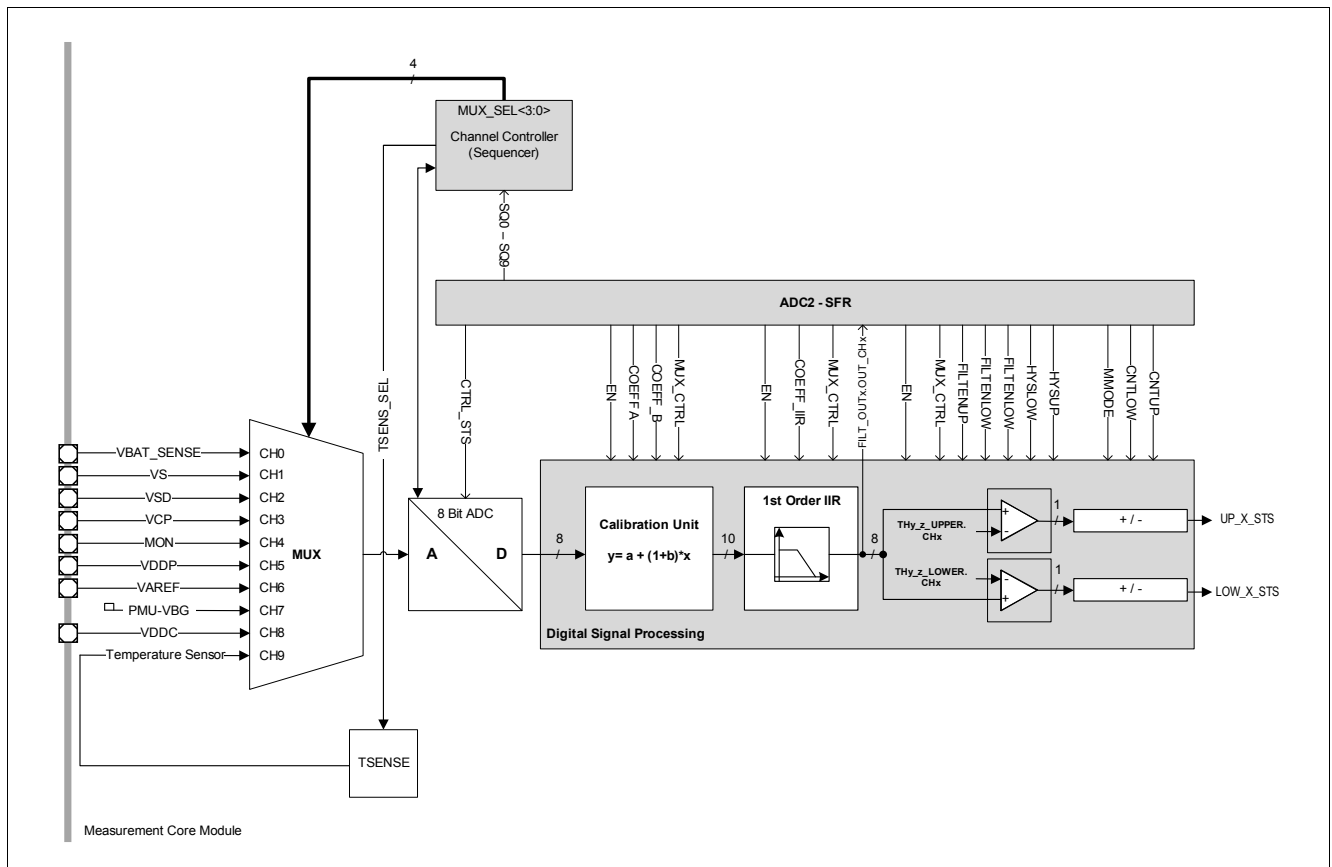 4
MUX_SEL<3:0>
Channel Controller
(Sequencer)
SQ0 – SQ9
ADC2 - SFR
TSENS_SEL
CTRL_STS
EN
COEFFA
COEFF_B
MUX_CTRL
EN
COEFF_IIR
MUX_CTRL
FILT_OUTx.OUT_CHx
EN
MUX_CTRL
FILTENUP
FILTENLOW
FILTENLOW
HYSLOW
HYSUP
MMODE
CNTLOW
CNTUP
VBAT_SENSE CH0
VS CH1
VSD CH2
VCP CH3
MON CH4
VDDP CH5
VAREF CH6
PMU-VBG CH7
VDDC CH8
Temperature Sensor CH9
MUX
8 Bit ADC
A D
8
Calibration Unit
y= a + (1+b)*x
10
1st Order IIR
8
THy_z_UPPER.
CHx
+
-
1
+ / -
UP_X_STS
THy_z_LOWER.
CHx
-
+
1
+ / -
LOW_X_STS
Digital Signal Processing
TSENSE
Measurement Core Module